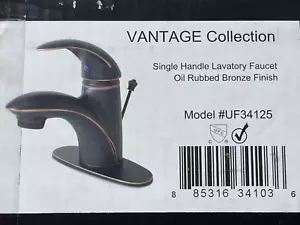 VANTAGE Collection
Single Handle Lavatory Faucet
Oil Rubbed Bronze Finish
Model #UF34125
8 85316 34103 6